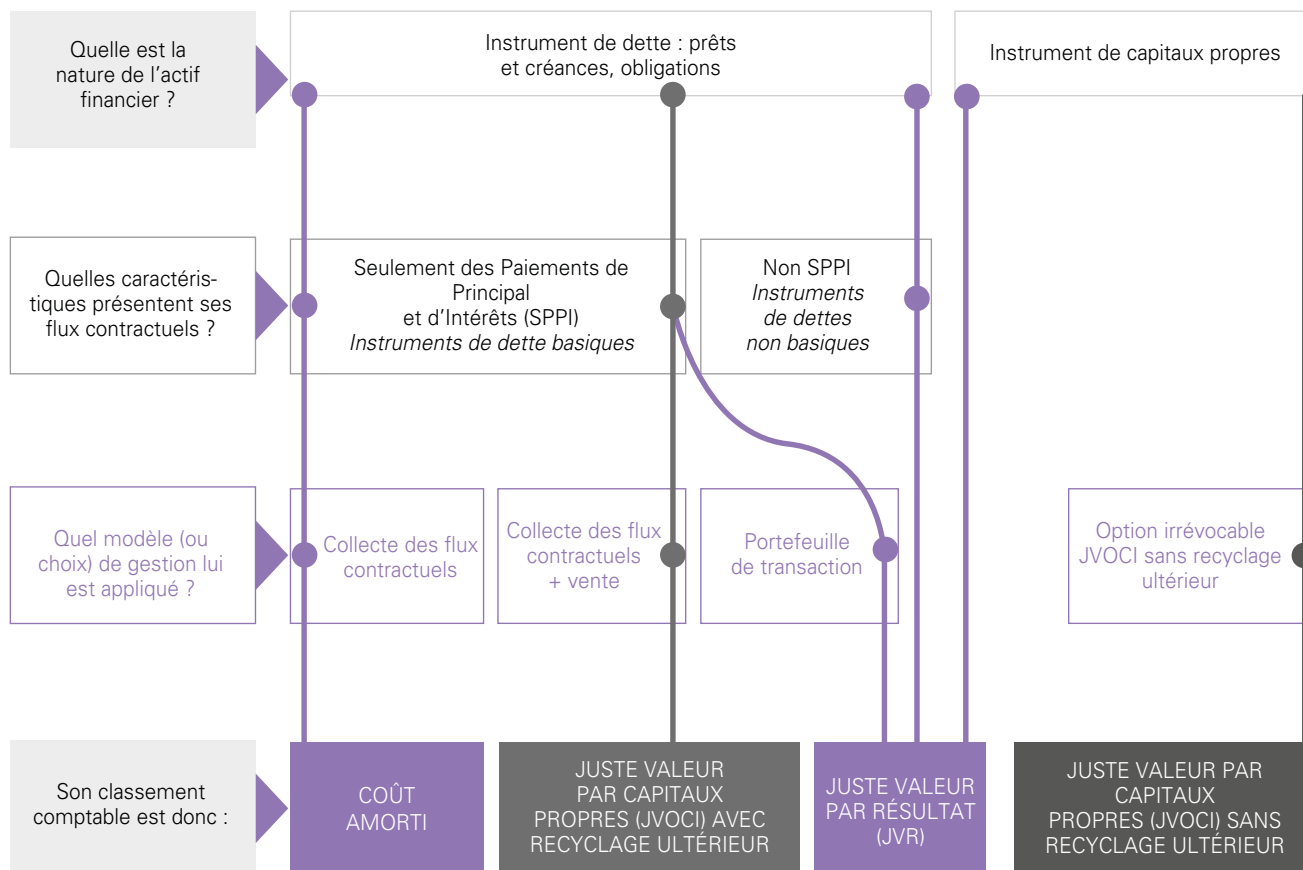 Quelle est la
nature de l’actif
financier ?
Instrument de dette : prêts
et créances, obligations
Instrument de capitaux propres
Quelles caractéris-
tiques présentent ses
flux contractuels ?
Seulement des Paiements de
Principal
et d’Intérêts (SPPI)
Instruments de dette basiques
Non SPPI
Instruments
de dettes
non basiques
Quel modèle (ou
choix) de gestion lui
est appliqué ?
Collecte des flux
contractuels
Collecte des flux
contractuels
+ vente
Portefeuille
de transaction
Option irrévocable
JVOCI sans recyclage
ultérieur
Son classement
comptable est donc :
COÛT
AMORTI
JUSTE VALEUR
PAR CAPITAUX
PROPRES (JVOCI) AVEC
RECYCLAGE ULTÉRIEUR
JUSTE VALEUR
PAR RÉSULTAT
(JVR)
JUSTE VALEUR PAR
CAPITAUX
PROPRES (JVOCI) SANS
RECYCLAGE ULTÉRIEUR